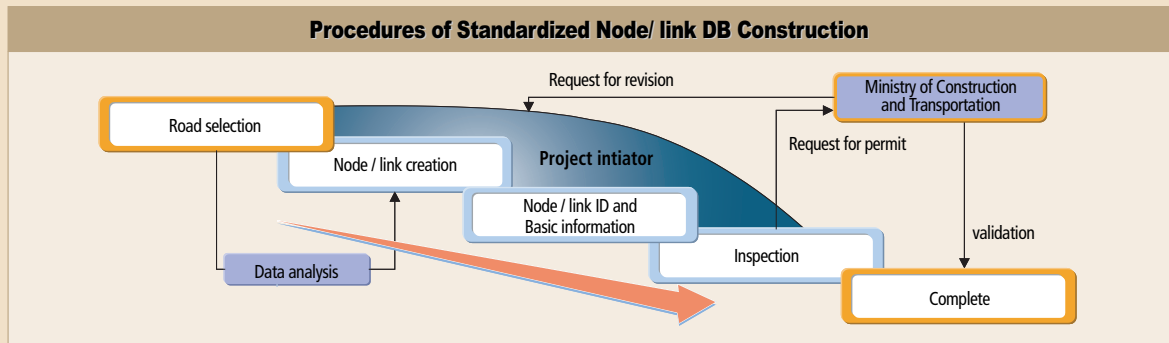 Procedures of Standardized Node/ link DB Construction
Request for revision
Ministry of Construction
and Transportation
Road selection
Request for permit
Node / link creation
Project intiator
Node / link ID and
Basic information
validation
Inspection
Data analysis
Complete